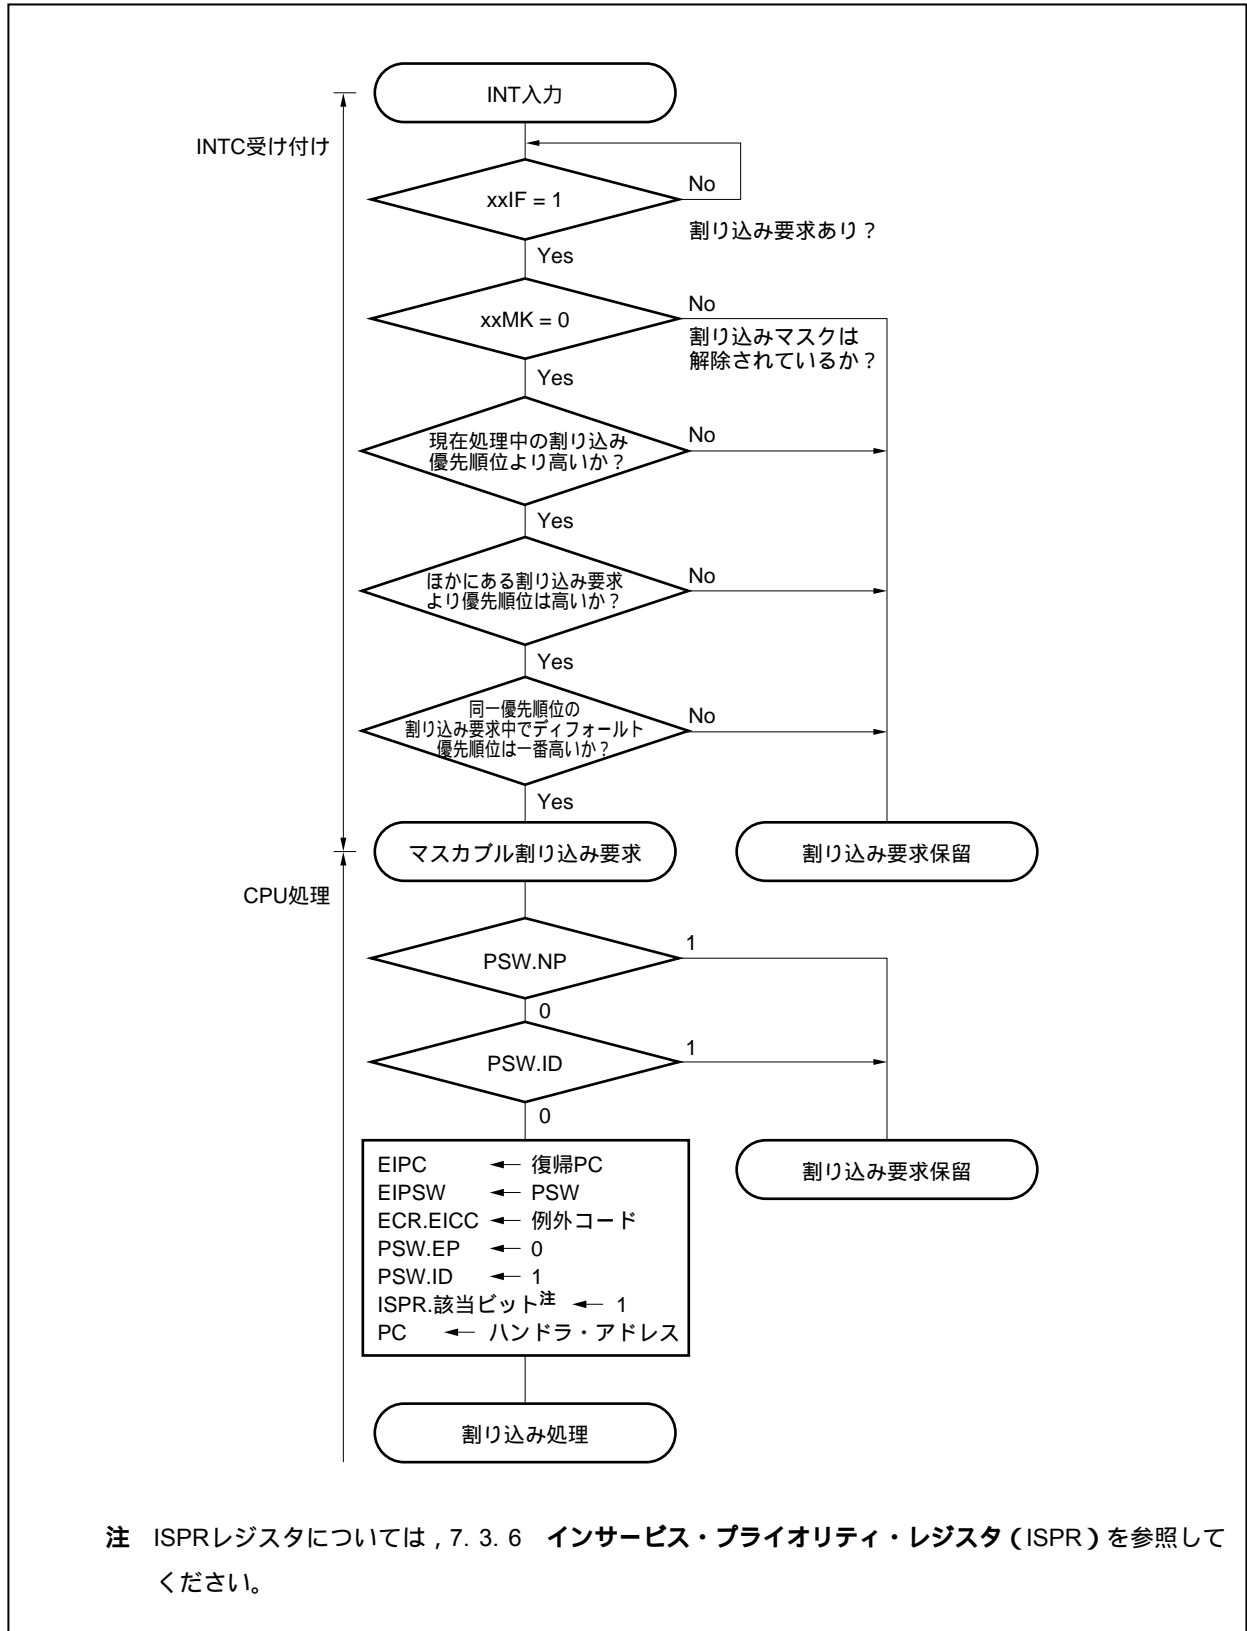 INT入力
INTC受け付け
xxIF = 1
No
割り込み要求あり？
Yes
xxMK = 0
No
割り込みマスクは
解除されているか？
Yes
現在処理中の割り込み
優先順位より高いか？
No
Yes
ほかにある割り込み要求
より優先順位は高いか？
No
Yes
同一優先順位の
割り込み要求中でディフォールト
優先順位は一番高いか？
No
Yes
マスカブル割り込み要求
割り込み要求保留
CPU処理
PSW.NP
1
0
PSW.ID
1
0
EIPC ← 復帰PC
EIPSW ← PSW
ECR.EICC ← 例外コード
PSW.EP ← 0
PSW.ID ← 1
ISPR.該当ビット注 ← 1
PC ← ハンドラ・アドレス
割り込み要求保留
割り込み処理
注 ISPRレジスタについては，7. 3. 6 インサービス・プライオリティ・レジスタ（ISPR）を参照して
ください。